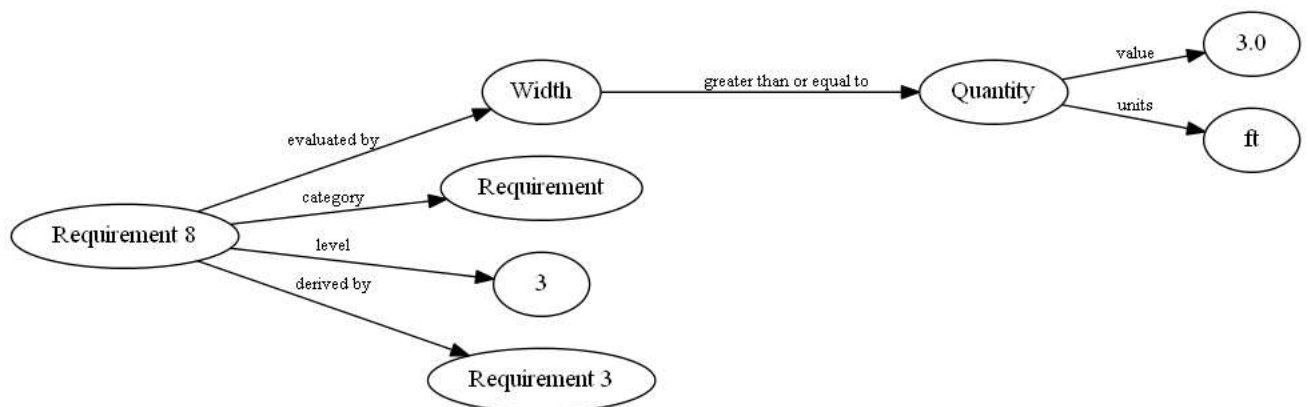 3.0
value
Width
greater than or equal to
Quantity
units
evaluated by
ft
Requirement
category
Requirement 8
level
3
derived by
Requirement 3